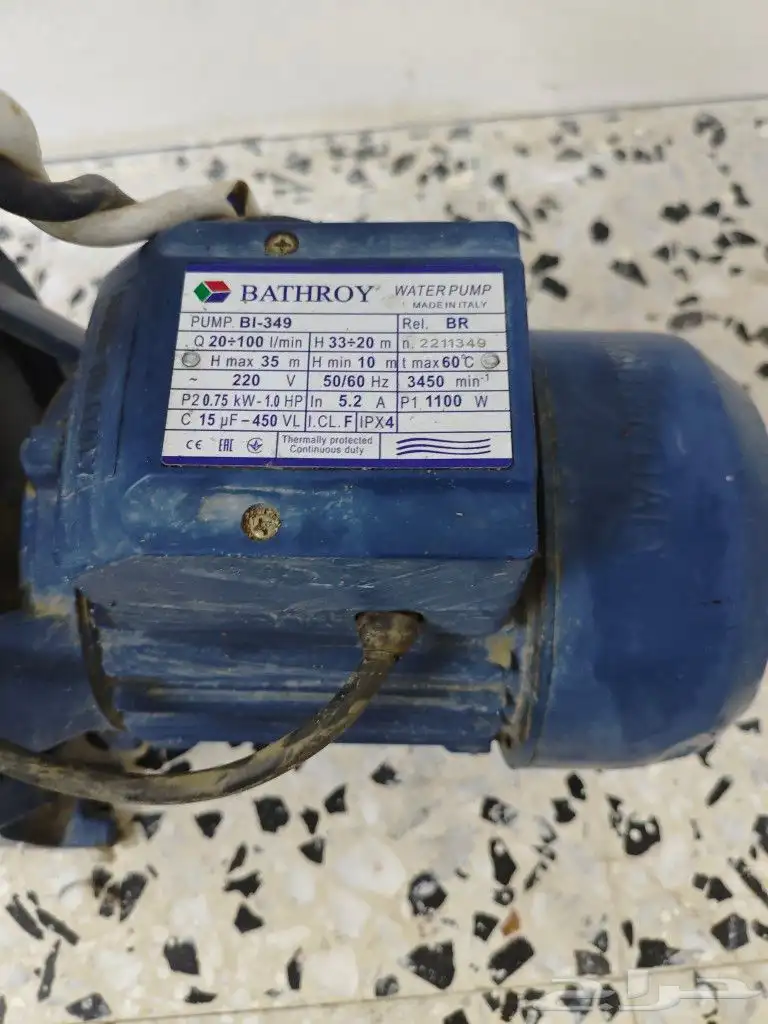 BATHROY WATER PUMP
MADE IN ITALY
PUMP. BI-349 Rel. BR
Q 20÷100 l/min H 33÷20 m n. 2211349
H max 35 m H min 10 m t max 60°C
~ 220 V 50/60 Hz 3450 min⁻¹
P2 0.75 kW - 1.0 HP In 5.2 A P1 1100 W
C 15 µF - 450 VL I.CL. F IPX4
CE EAC Thermally protected
Continuous duty
حراج